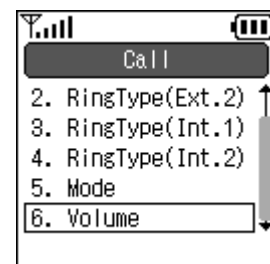 Call
2. RingType(Ext.2)
3. RingType(Int.1)
4. RingType(Int.2)
5. Mode
6. Volume